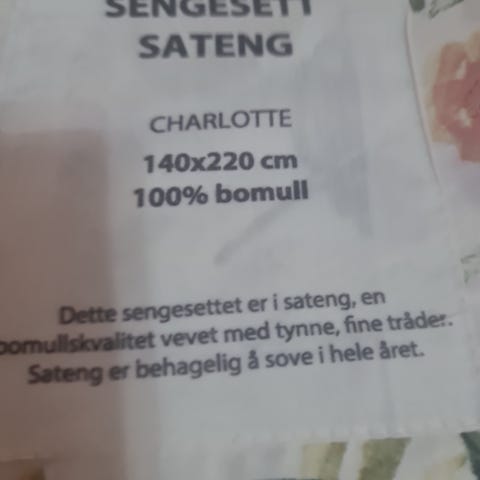 SENGESETT
SATENG
CHARLOTTE
140x220 cm
100% bomull
Dette sengesettet er i sateng, en
bomullskvalitet vevet med tynne, fine tråder.
Sateng er behagelig å sove i hele året.